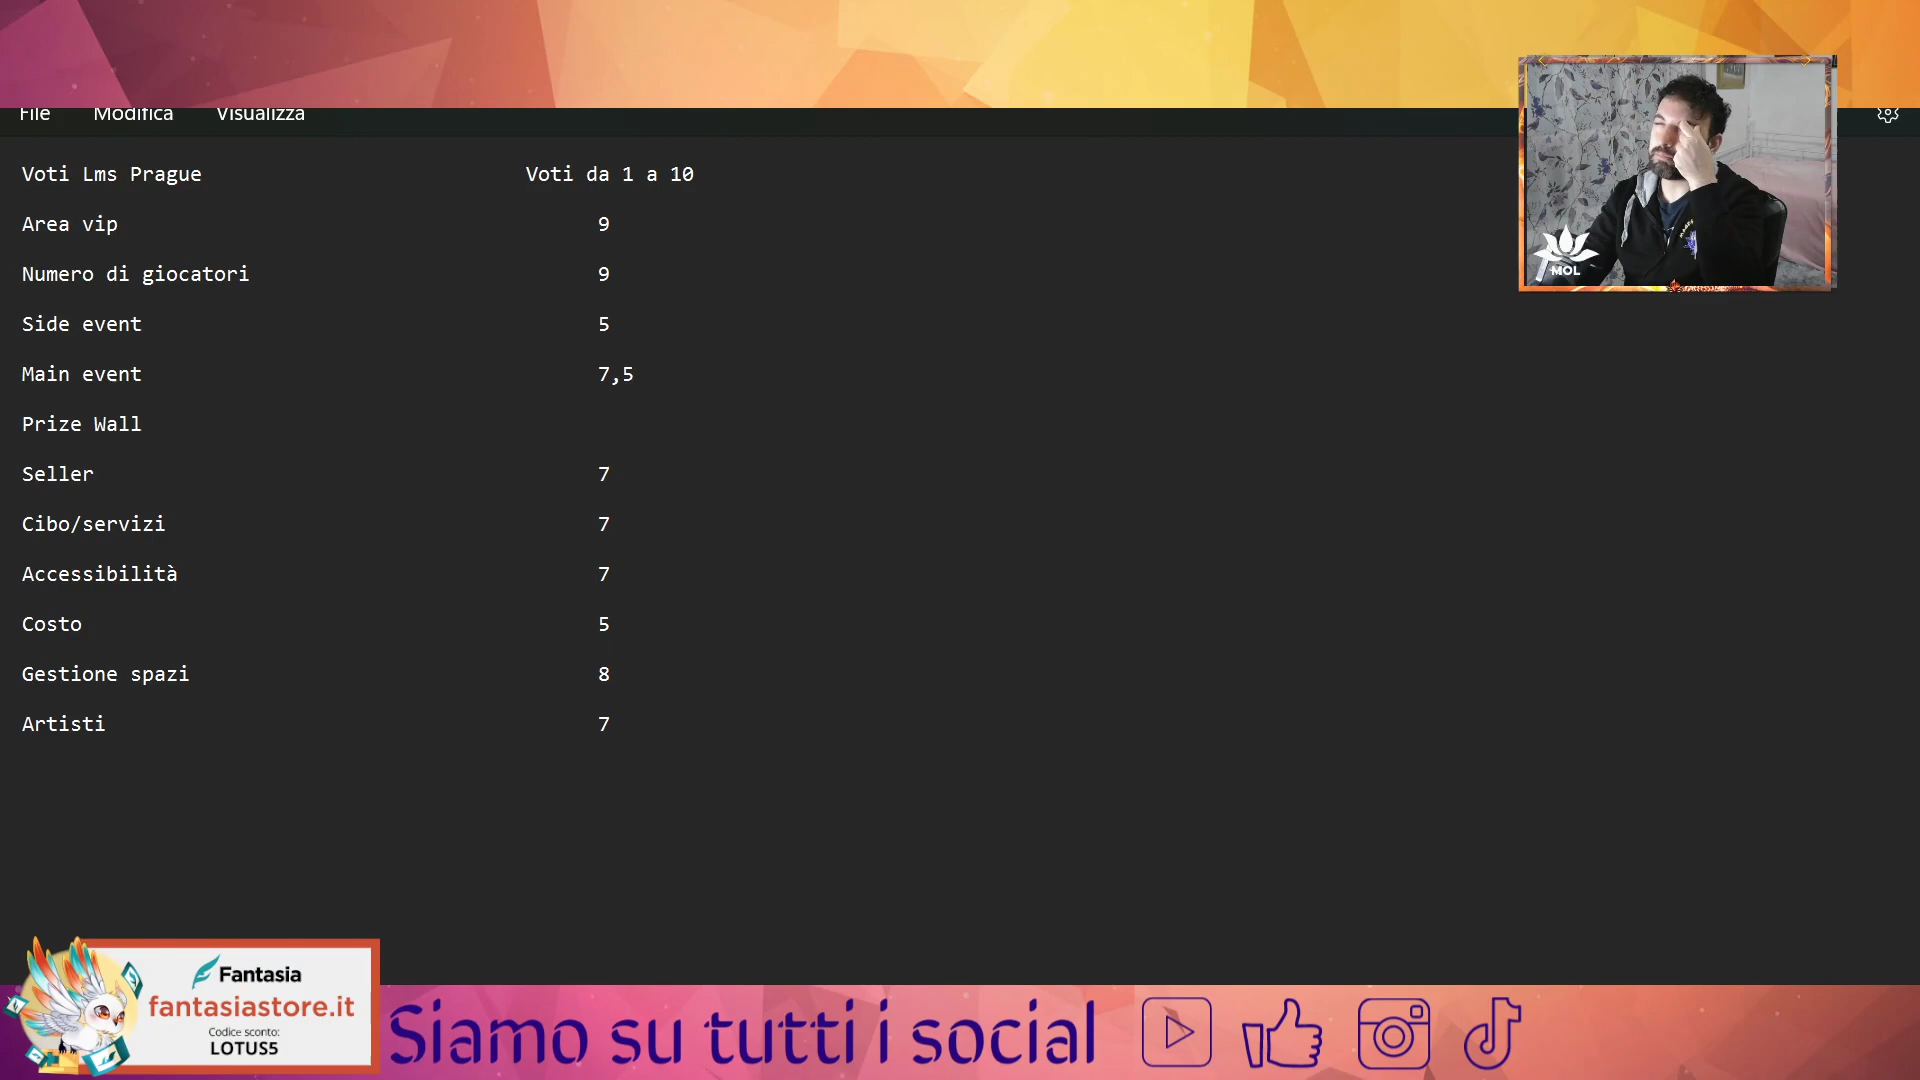 File Modifica Visualizza
Voti Lms Prague Voti da 1 a 10
Area vip 9
Numero di giocatori 9
Side event 5
Main event 7,5
Prize Wall
Seller 7
Cibo/servizi 7
Accessibilità 7
Costo 5
Gestione spazi 8
Artisti 7
MOL
Fantasia
fantasiastore.it
Codice sconto:
LOTUS5
Siamo su tutti i social